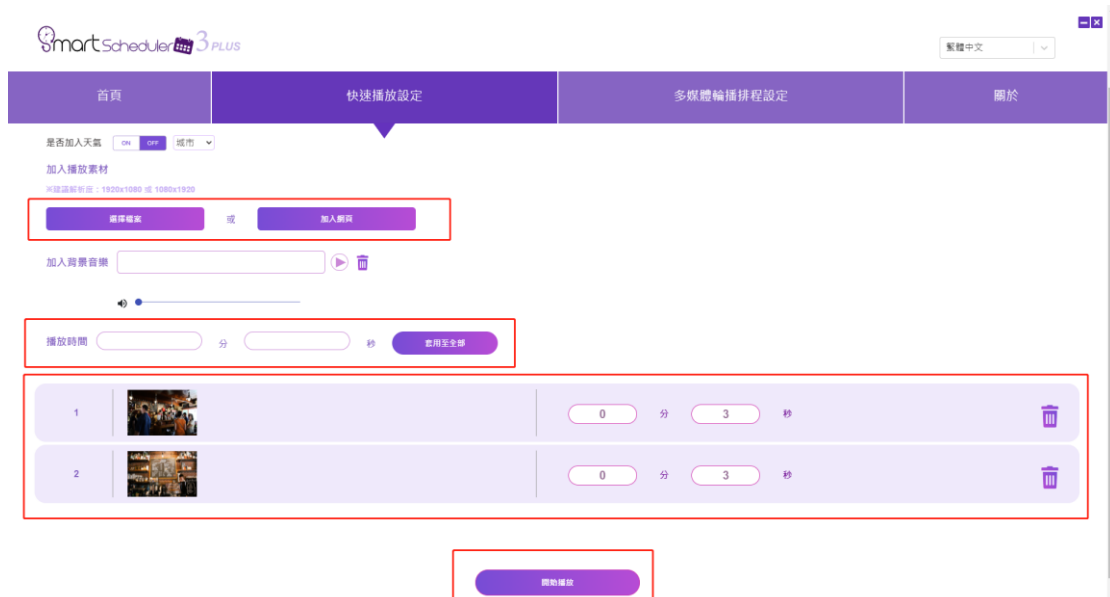 Smart Scheduler 3 PLUS
繁體中文
首頁 快速播放設定 多媒體輪播排程設定 關於
是否加入天氣 ON OFF 城市
加入播放素材
※建議解析度：1920x1080 或 1080x1920
選擇檔案 或 加入網頁
加入背景音樂
播放時間 分 秒 套用至全部
1 0 分 3 秒
2 0 分 3 秒
開始播放